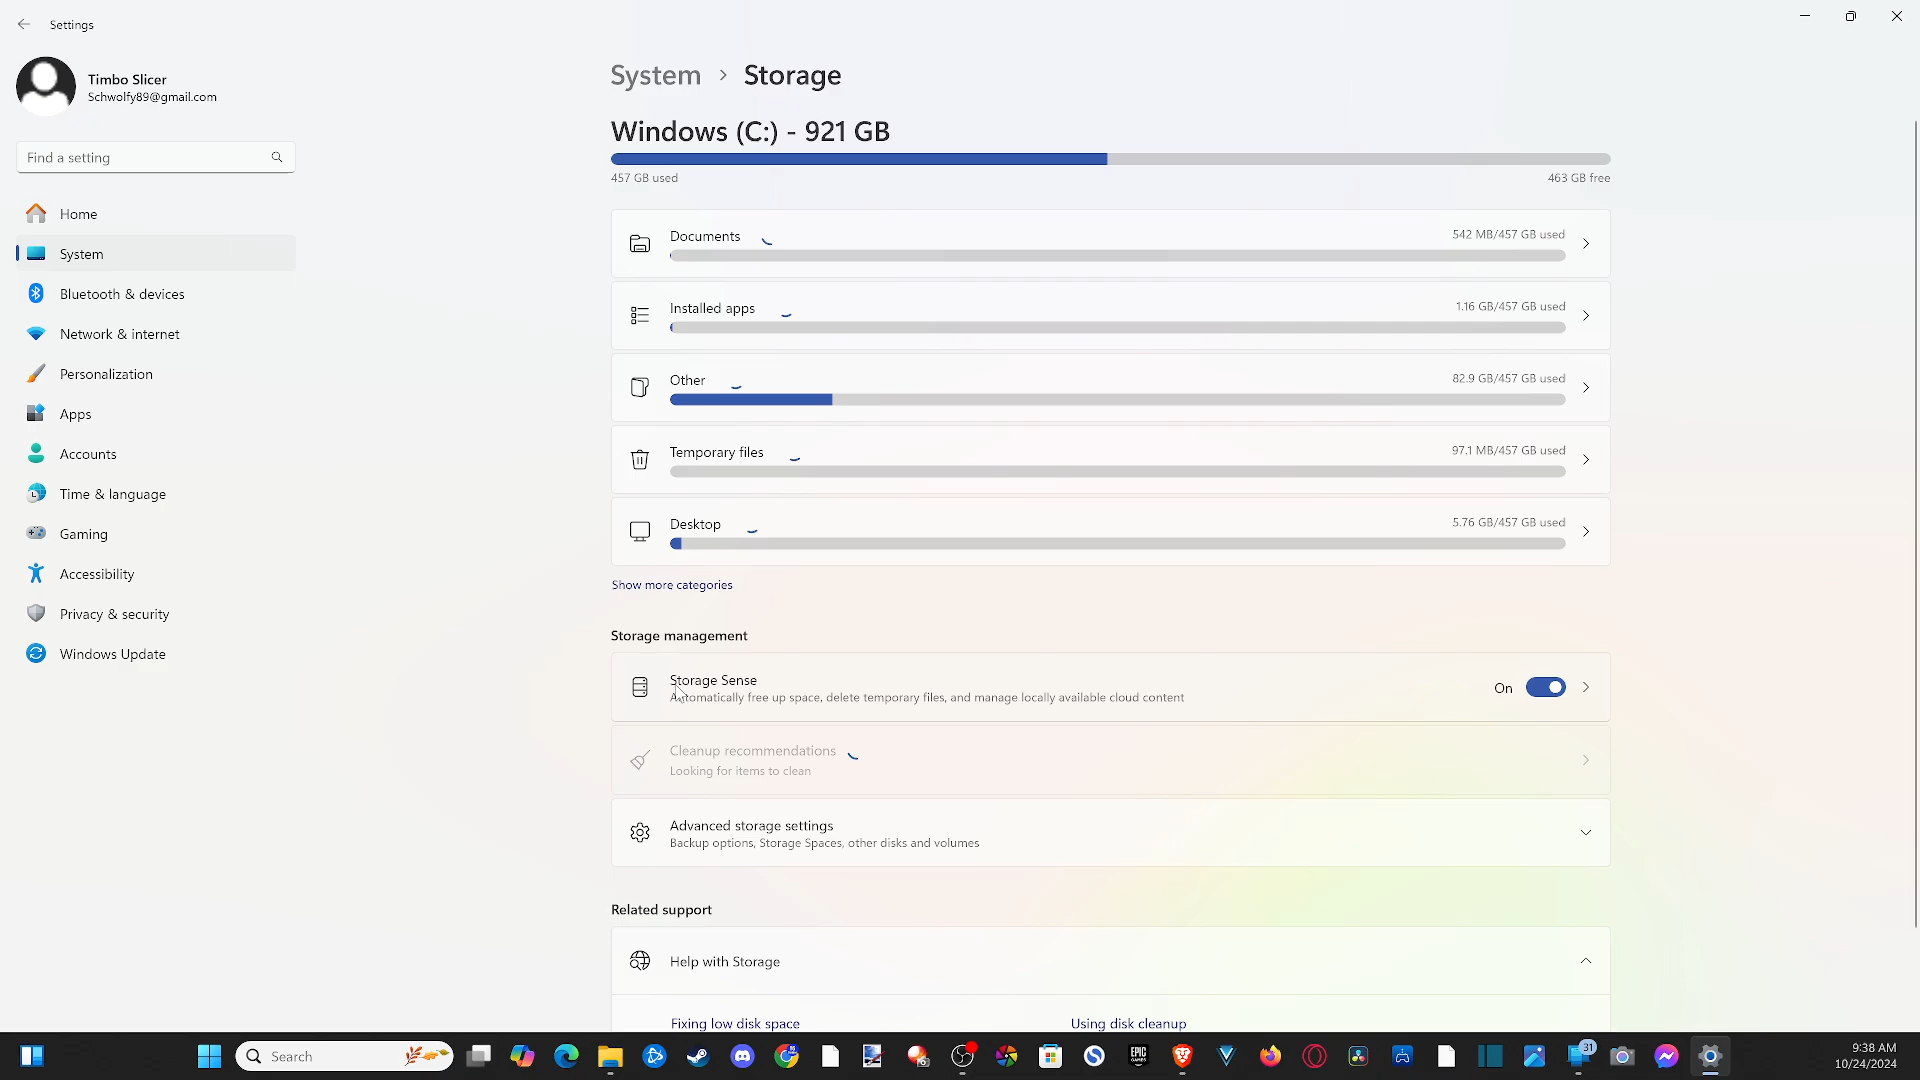 Settings
Timbo Slicer
Schwolfy89@gmail.com
Find a setting
Home
System
Bluetooth & devices
Network & internet
Personalization
Apps
Accounts
Time & language
Gaming
Accessibility
Privacy & security
Windows Update
System > Storage
Windows (C:) - 921 GB
457 GB used
463 GB free
Documents
542 MB/457 GB used
Installed apps
1.16 GB/457 GB used
Other
82.9 GB/457 GB used
Temporary files
97.1 MB/457 GB used
Desktop
5.76 GB/457 GB used
Show more categories
Storage management
Storage Sense
Automatically free up space, delete temporary files, and manage locally available cloud content
On
Cleanup recommendations
Looking for items to clean
Advanced storage settings
Backup options, Storage Spaces, other disks and volumes
Related support
Help with Storage
Fixing low disk space
Using disk cleanup
Search
EPIC
GAMES
31
9:38 AM
10/24/2024